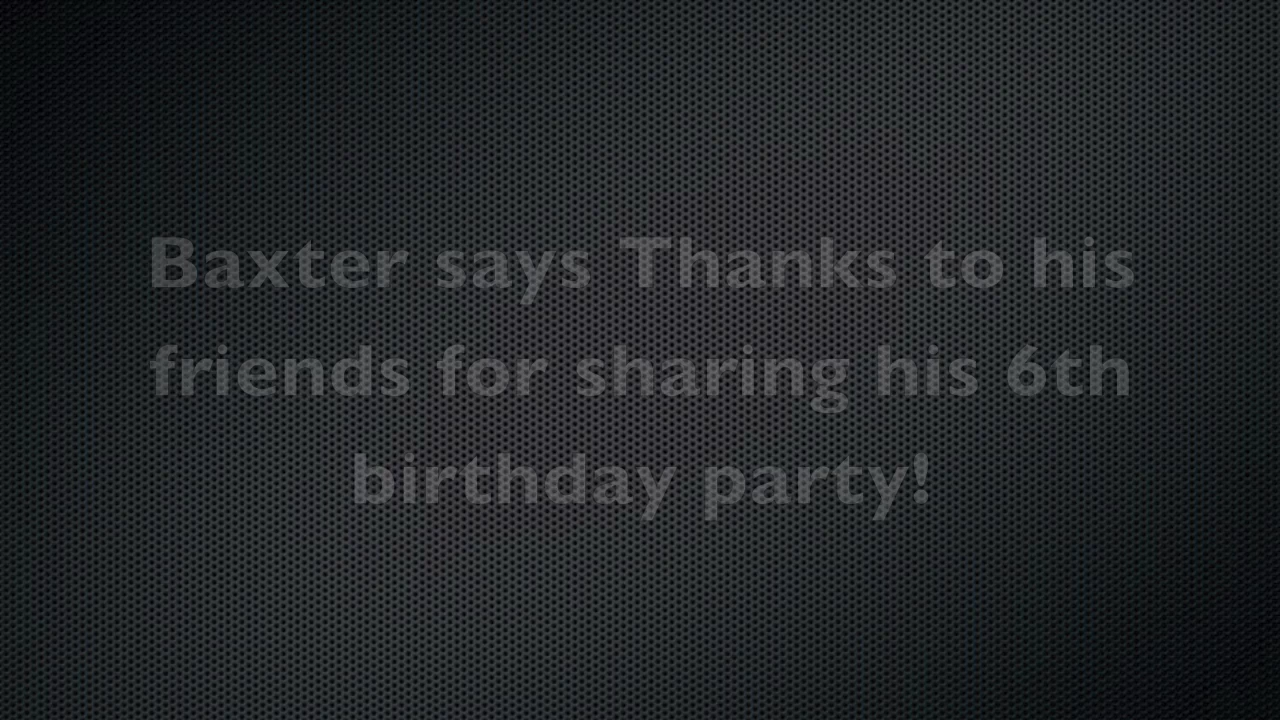 Baxter says Thanks to his
friends for sharing his 6th
birthday party!